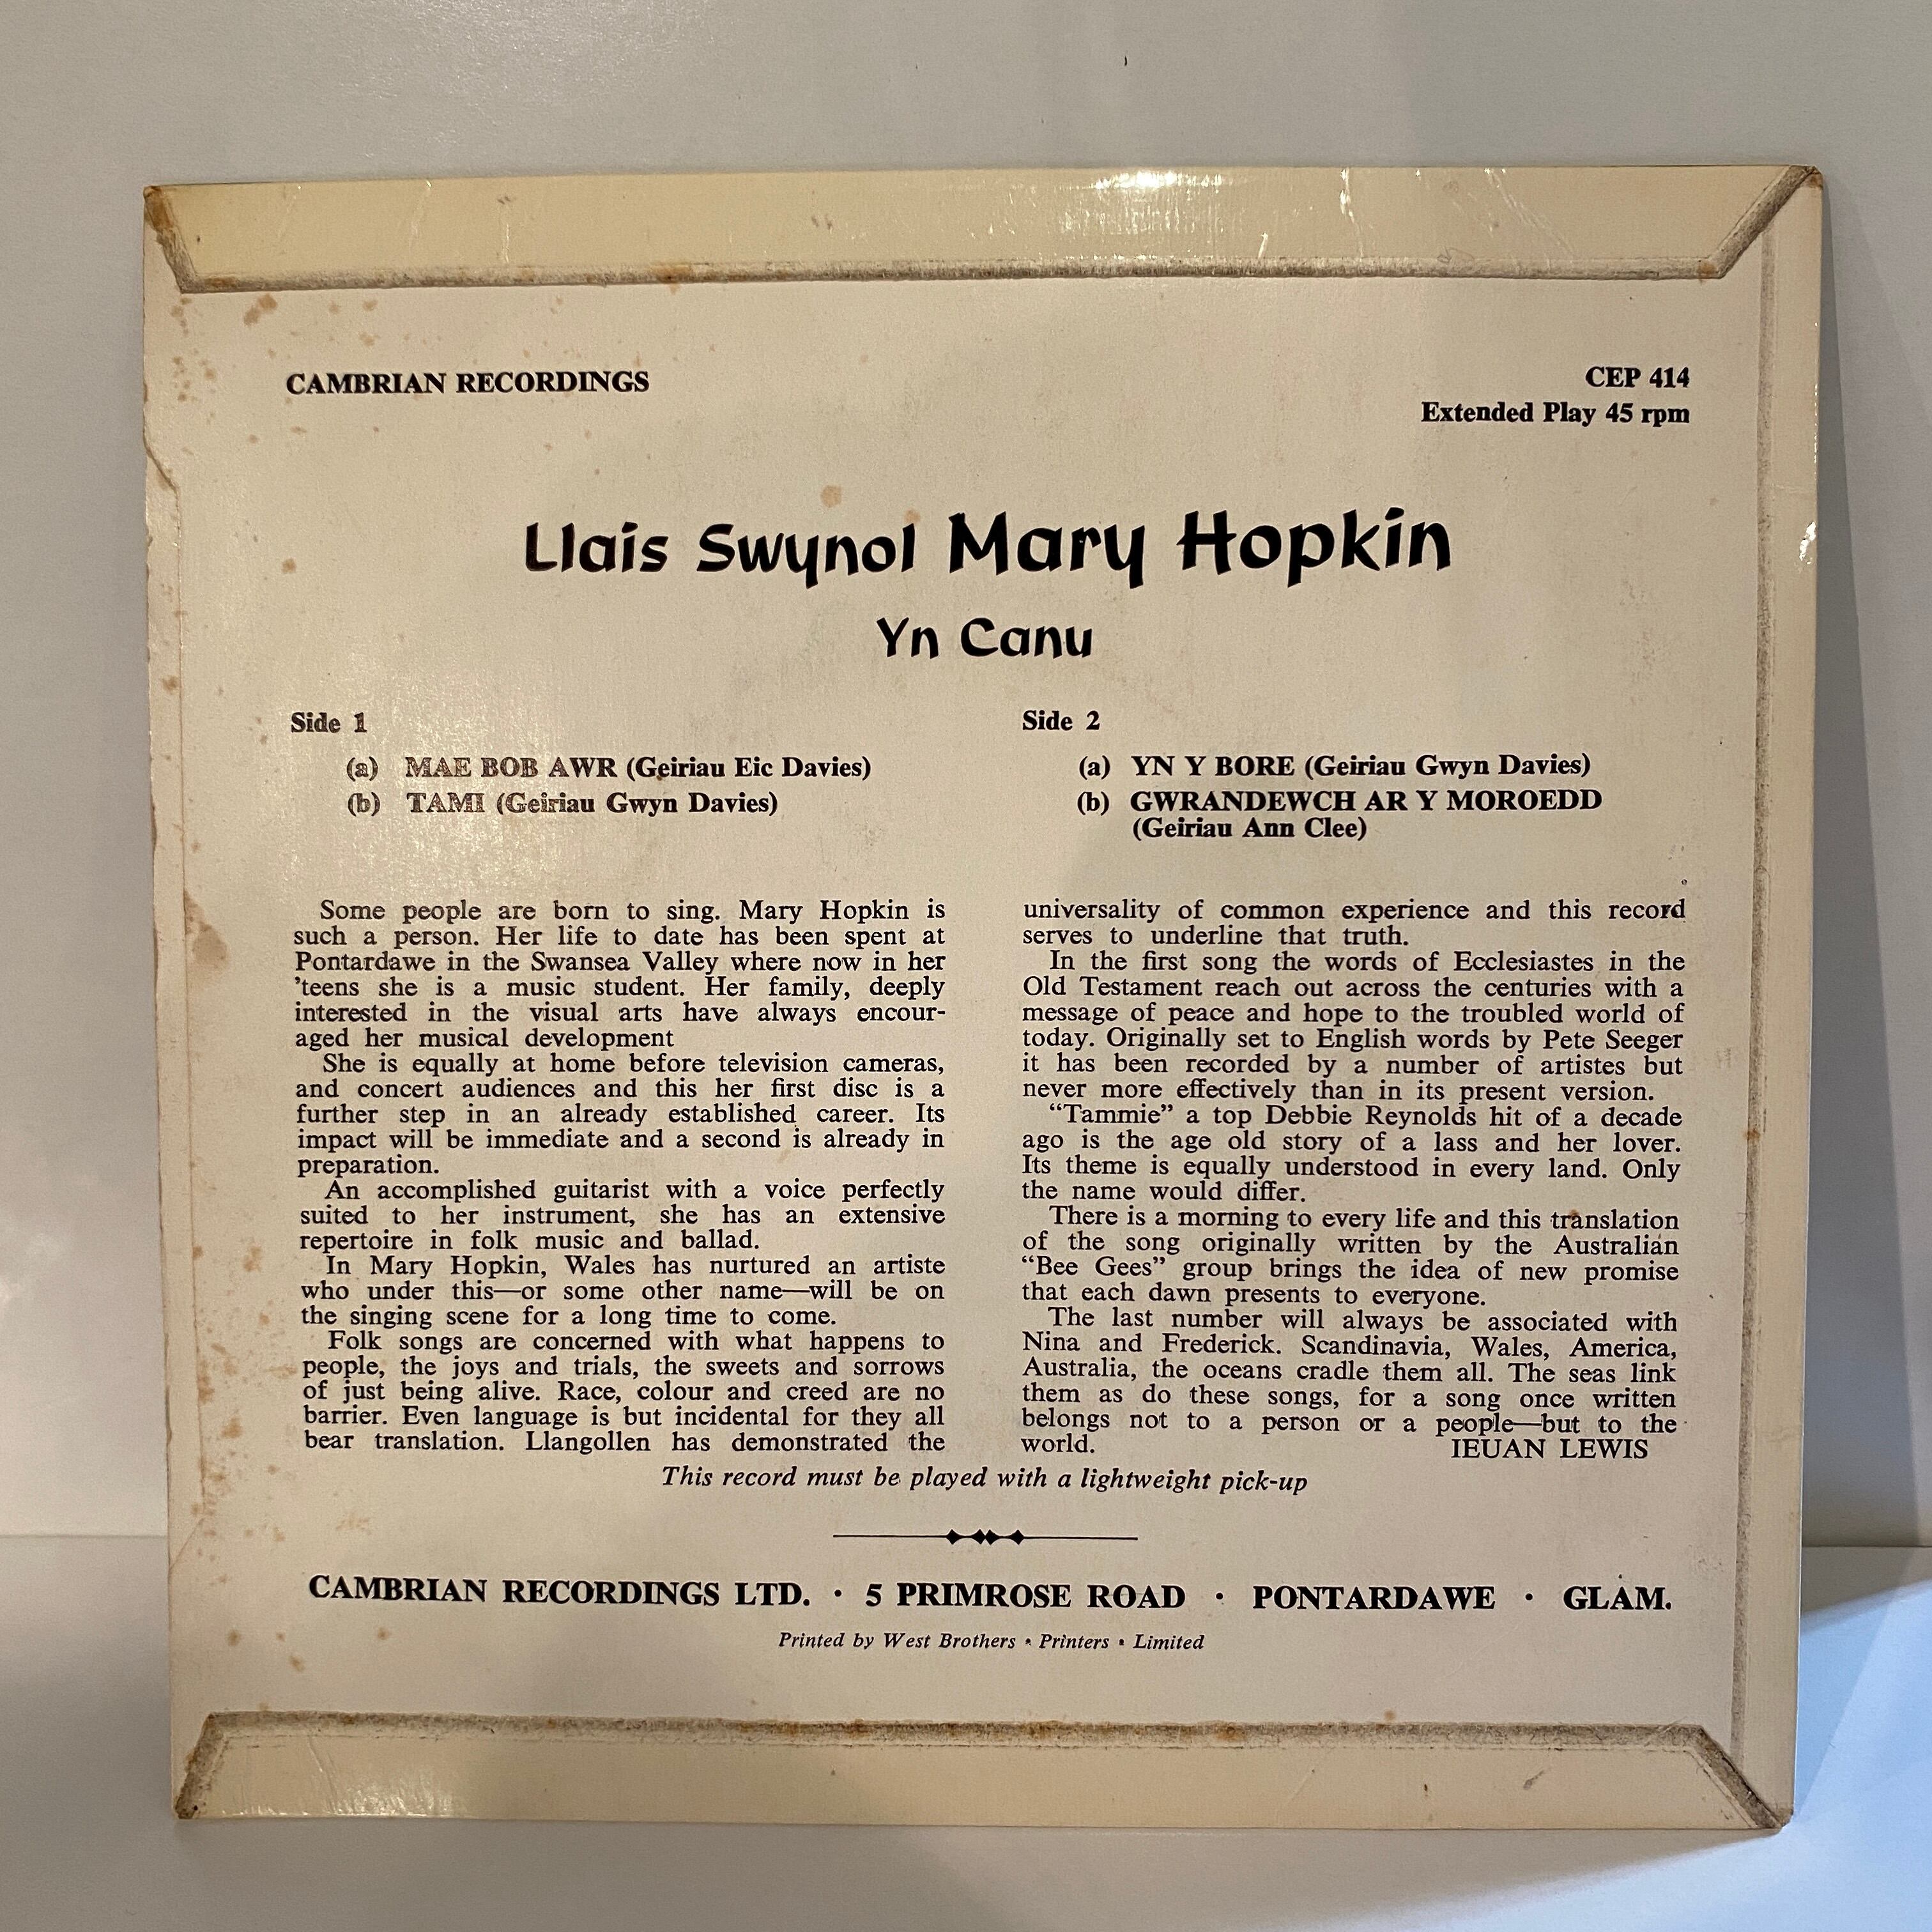 CAMBRIAN RECORDINGS
CEP 414
Extended Play 45 rpm
Llais Swynol Mary Hopkin
Yn Canu
Side 1
(a) MAE BOB AWR (Geiriau Eic Davies)
(b) TAMI (Geiriau Gwyn Davies)
Side 2
(a) YN Y BORE (Geiriau Gwyn Davies)
(b) GWRANDEWCH AR Y MOROEDD
(Geiriau Ann Clee)
Some people are born to sing. Mary Hopkin is
such a person. Her life to date has been spent at
Pontardawe in the Swansea Valley where now in her
’teens she is a music student. Her family, deeply
interested in the visual arts have always encour-
aged her musical development
She is equally at home before television cameras,
and concert audiences and this her first disc is a
further step in an already established career. Its
impact will be immediate and a second is already in
preparation.
An accomplished guitarist with a voice perfectly
suited to her instrument, she has an extensive
repertoire in folk music and ballad.
In Mary Hopkin, Wales has nurtured an artiste
who under this—or some other name—will be on
the singing scene for a long time to come.
Folk songs are concerned with what happens to
people, the joys and trials, the sweets and sorrows
of just being alive. Race, colour and creed are no
barrier. Even language is but incidental for they all
bear translation. Llangollen has demonstrated the
universality of common experience and this record
serves to underline that truth.
In the first song the words of Ecclesiastes in the
Old Testament reach out across the centuries with a
message of peace and hope to the troubled world of
today. Originally set to English words by Pete Seeger
it has been recorded by a number of artistes but
never more effectively than in its present version.
“Tammie” a top Debbie Reynolds hit of a decade
ago is the age old story of a lass and her lover.
Its theme is equally understood in every land. Only
the name would differ.
There is a morning to every life and this translation
of the song originally written by the Australian
“Bee Gees” group brings the idea of new promise
that each dawn presents to everyone.
The last number will always be associated with
Nina and Frederick. Scandinavia, Wales, America,
Australia, the oceans cradle them all. The seas link
them as do these songs, for a song once written
belongs not to a person or a people—but to the
world. IEUAN LEWIS
This record must be played with a lightweight pick-up
CAMBRIAN RECORDINGS LTD. · 5 PRIMROSE ROAD · PONTARDAWE · GLAM.
Printed by West Brothers • Printers • Limited